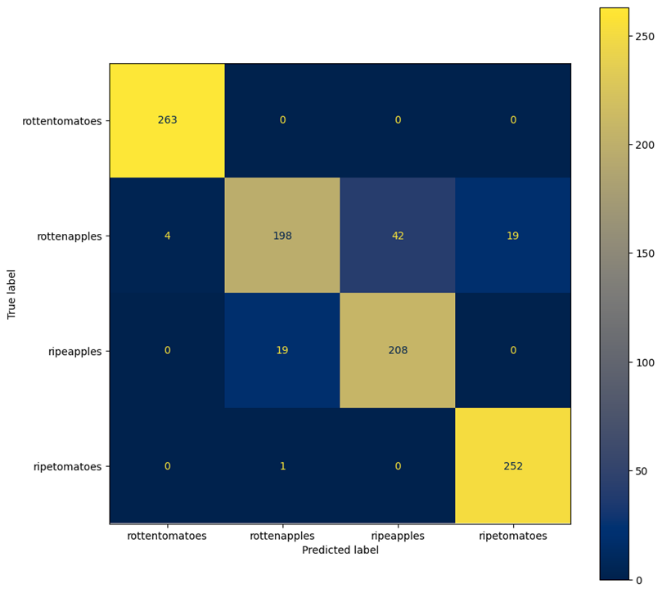 250
200
150
100
50
0
True label
rottentomatoes 263 0 0 0
rottenapples 4 198 42 19
ripeapples 0 19 208 0
ripetomatoes 0 1 0 252
rottentomatoes rottenapples ripeapples ripetomatoes
Predicted label